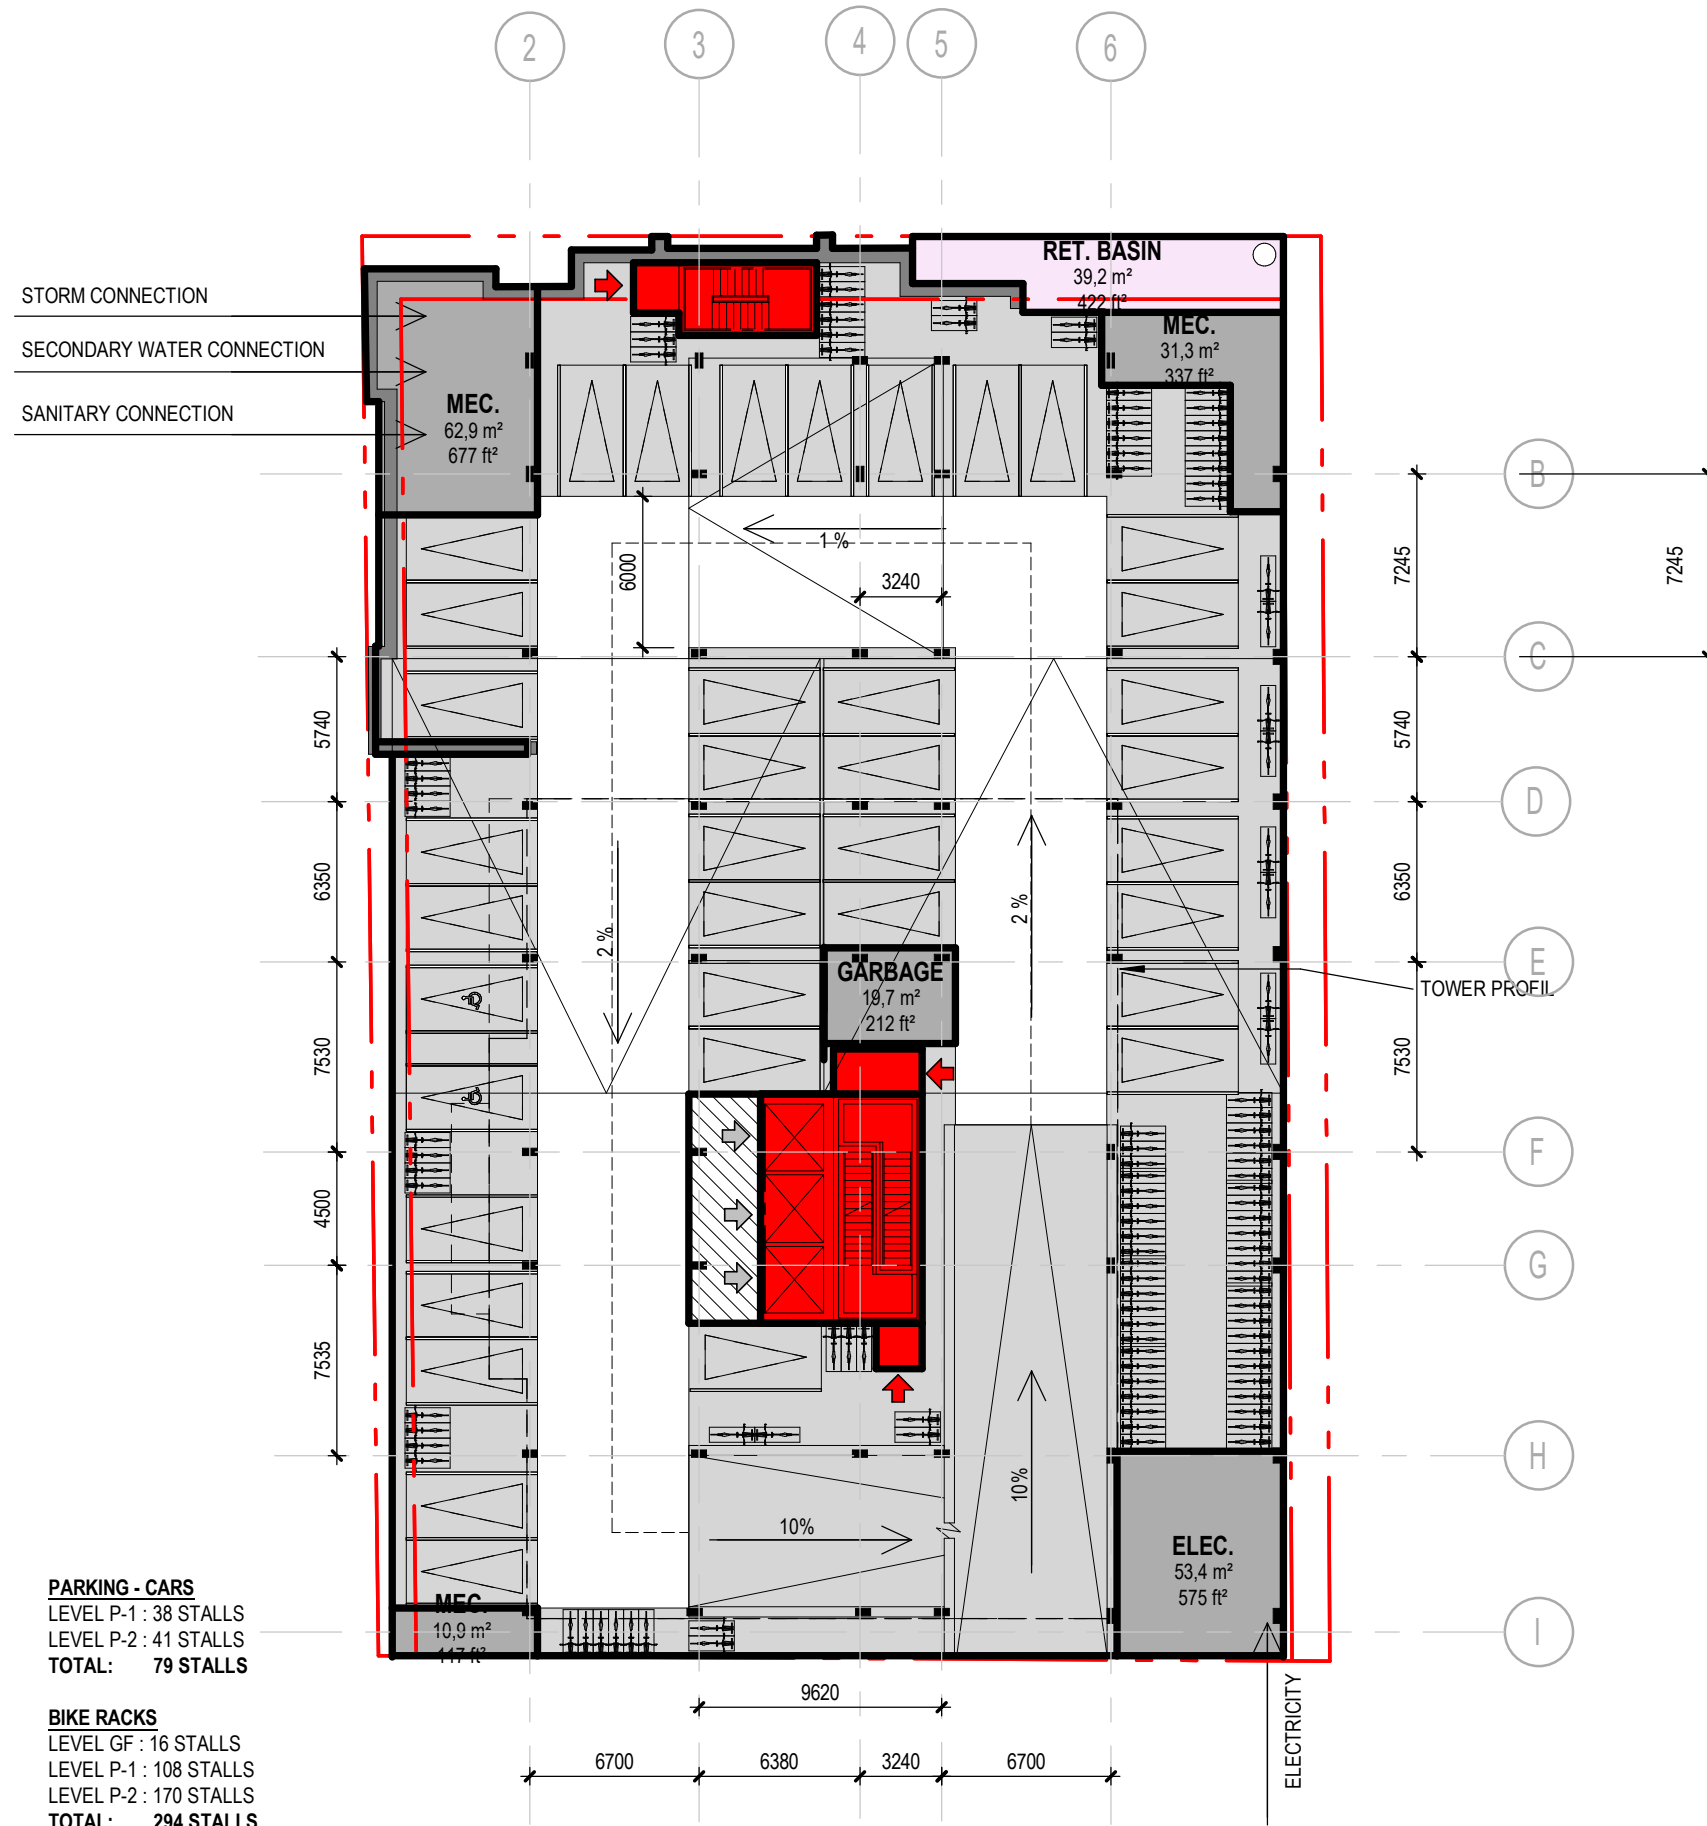 2
3
4
5
6
STORM CONNECTION
SECONDARY WATER CONNECTION
SANITARY CONNECTION
RET. BASIN
39,2 m²
422 ft²
MEC.
31,3 m²
337 ft²
MEC.
62,9 m²
677 ft²
B
C
D
E
F
G
H
I
7245
7245
5740
6350
7530
5740
6350
7530
4500
7535
6000
1 %
3240
2 %
2 %
GARBAGE
19,7 m²
212 ft²
TOWER PROFIL
10%
10%
ELEC.
53,4 m²
575 ft²
MEC.
10,9 m²
117 ft²
ELECTRICITY
9620
6700
6380
3240
6700
PARKING - CARS
LEVEL P-1 : 38 STALLS
LEVEL P-2 : 41 STALLS
TOTAL: 79 STALLS
BIKE RACKS
LEVEL GF : 16 STALLS
LEVEL P-1 : 108 STALLS
LEVEL P-2 : 170 STALLS
TOTAL: 294 STALLS